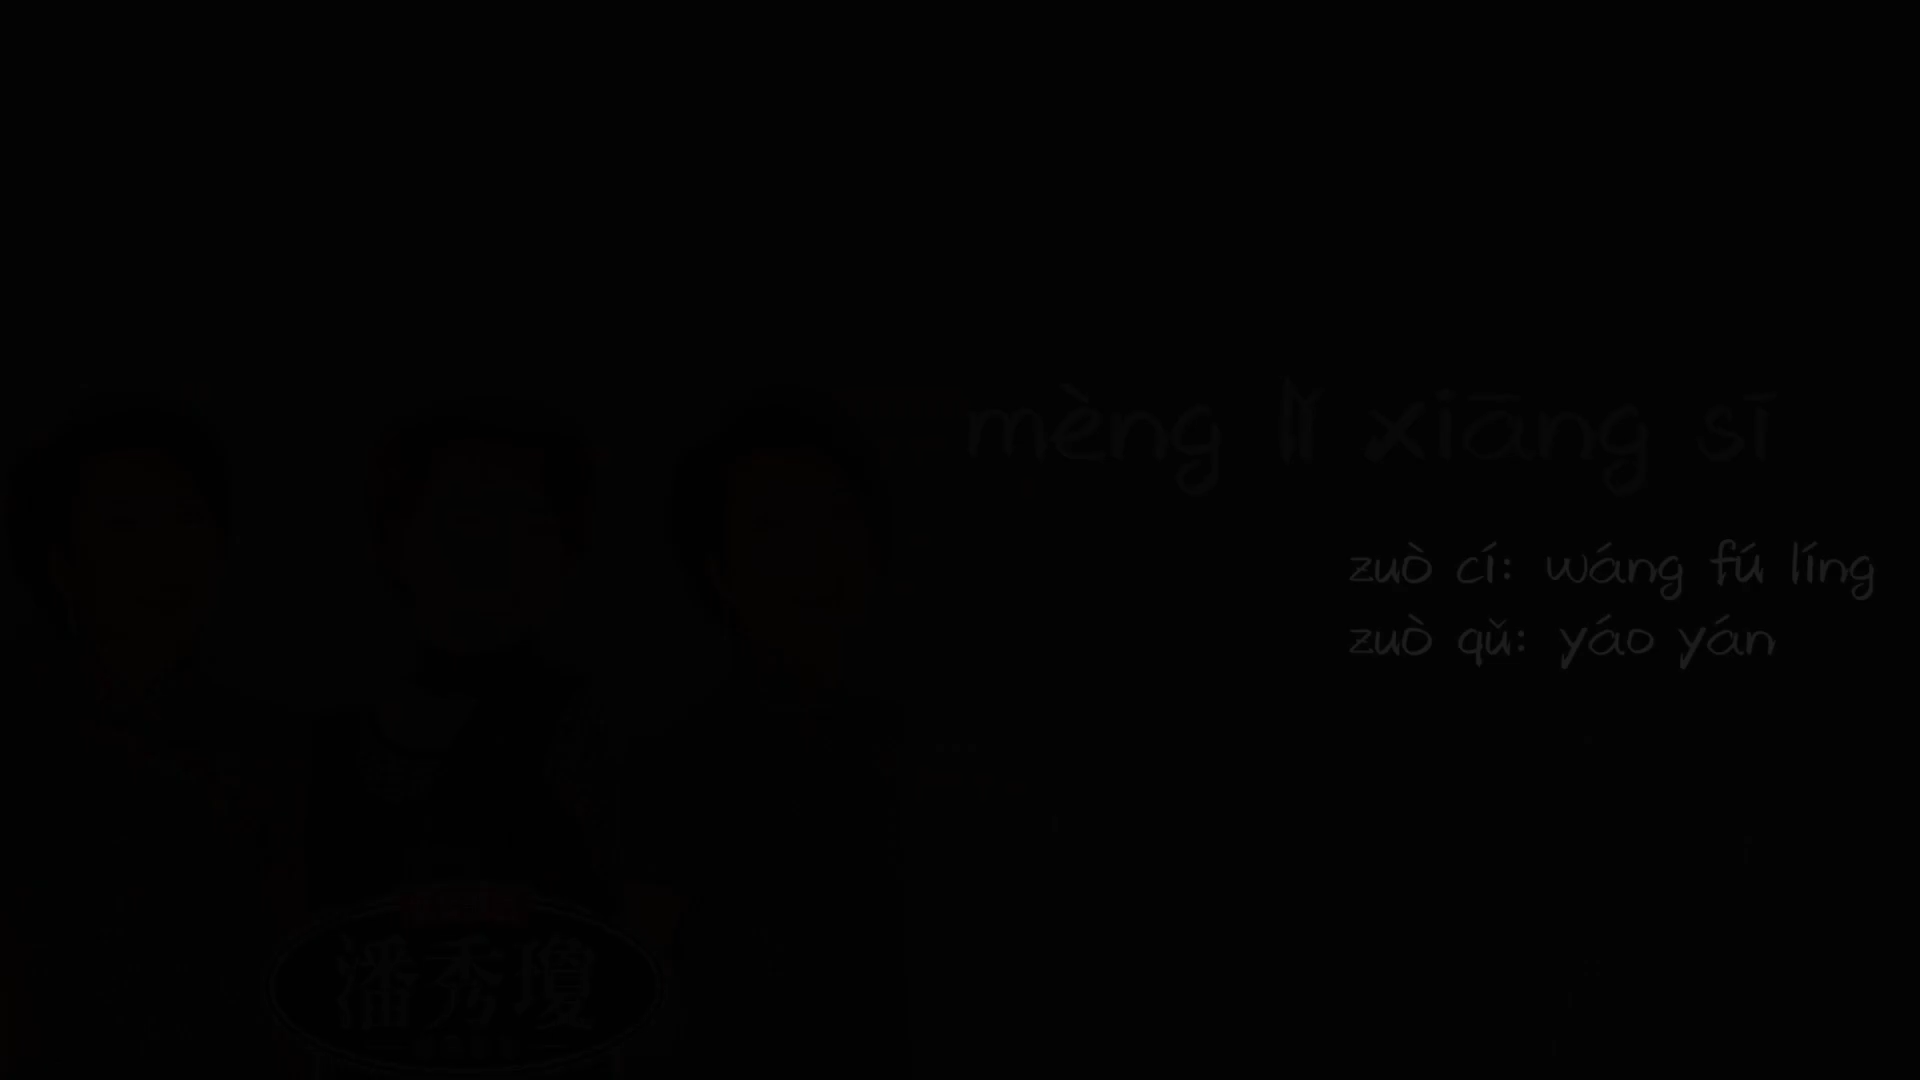 mèng lǐ xiāng sī
zuò cí: wáng fú líng
zuò qǔ: yáo yán
潘秀瓊